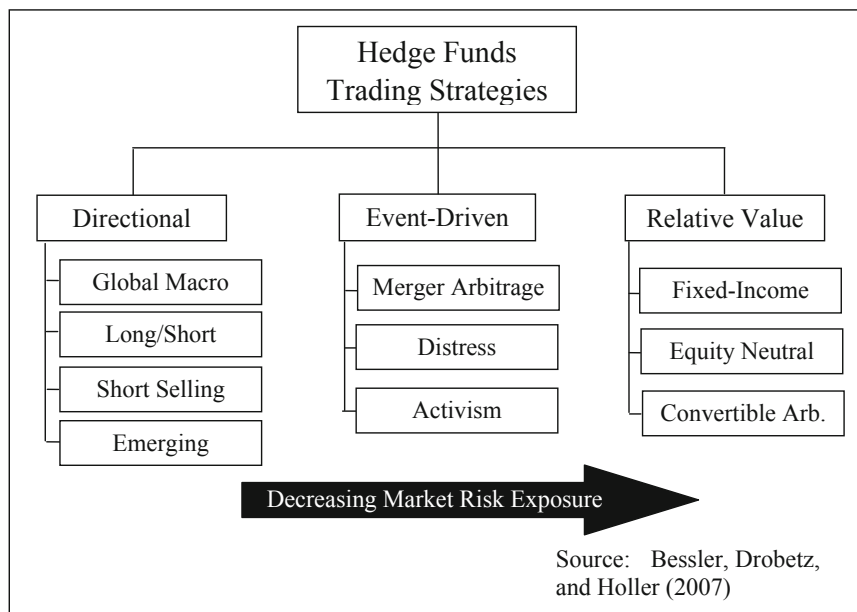 Hedge Funds
Trading Strategies
Directional
Event-Driven
Relative Value
Global Macro
Long/Short
Short Selling
Emerging
Merger Arbitrage
Distress
Activism
Fixed-Income
Equity Neutral
Convertible Arb.
Decreasing Market Risk Exposure
Source: Bessler, Drobetz,
and Holler (2007)